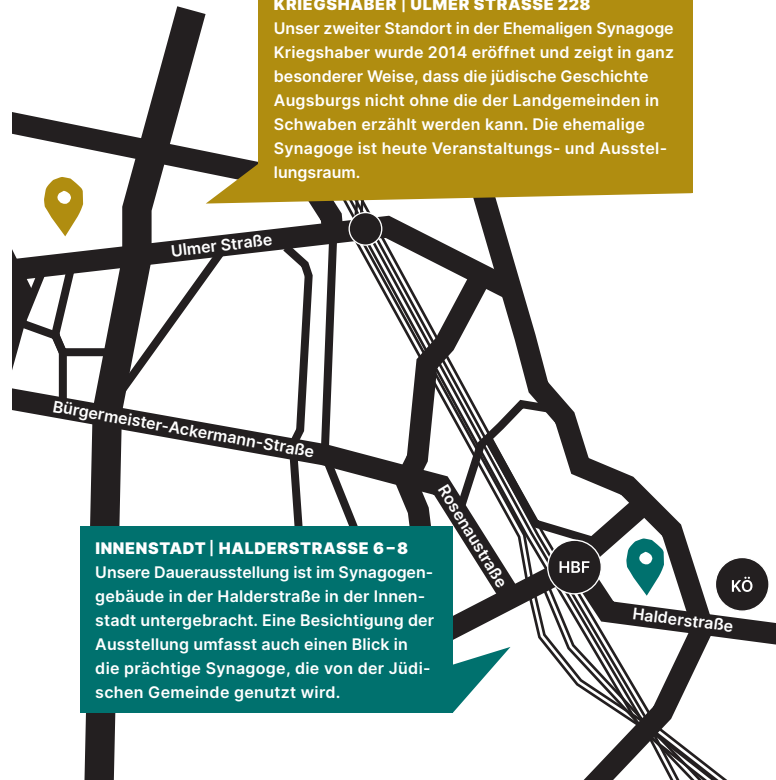 KRIEGSHABER | ULMER STRASSE 228
Unser zweiter Standort in der Ehemaligen Synagoge
Kriegshaber wurde 2014 eröffnet und zeigt in ganz
besonderer Weise, dass die jüdische Geschichte
Augsburgs nicht ohne die der Landgemeinden in
Schwaben erzählt werden kann. Die ehemalige
Synagoge ist heute Veranstaltungs- und Ausstel-
lungsraum.
Ulmer Straße
Bürgermeister-Ackermann-Straße
Rosenaustraße
INNENSTADT | HALDERSTRASSE 6–8
Unsere Dauerausstellung ist im Synagogen-
gebäude in der Halderstraße in der Innen-
stadt untergebracht. Eine Besichtigung der
Ausstellung umfasst auch einen Blick in
die prächtige Synagoge, die von der Jüdi-
schen Gemeinde genutzt wird.
HBF
KÖ
Halderstraße